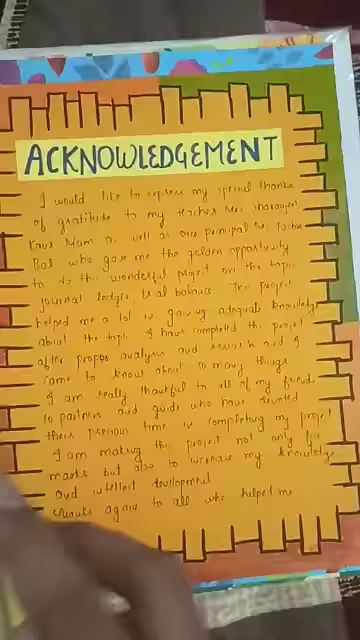 ACKNOWLEDGEMENT
I would like to express my special thanks
of gratitude to my teacher Mrs.
Kaur Mam as well as our principal Ms.
who gave me the golden opportunity
to do this wonderful project on the topic
journal ledger, trial balance This project
helped me a lot in gaining adequate knowledge
about the topic I have completed this project
after proper analysis and research and I
came to know about so many things
I am really thankful to all of my friends
partners and guide who have devoted
their precious time in completing my project
I am making this project not only for
marks but also to increase my knowledge
and intellect development
thanks again to all who helped me